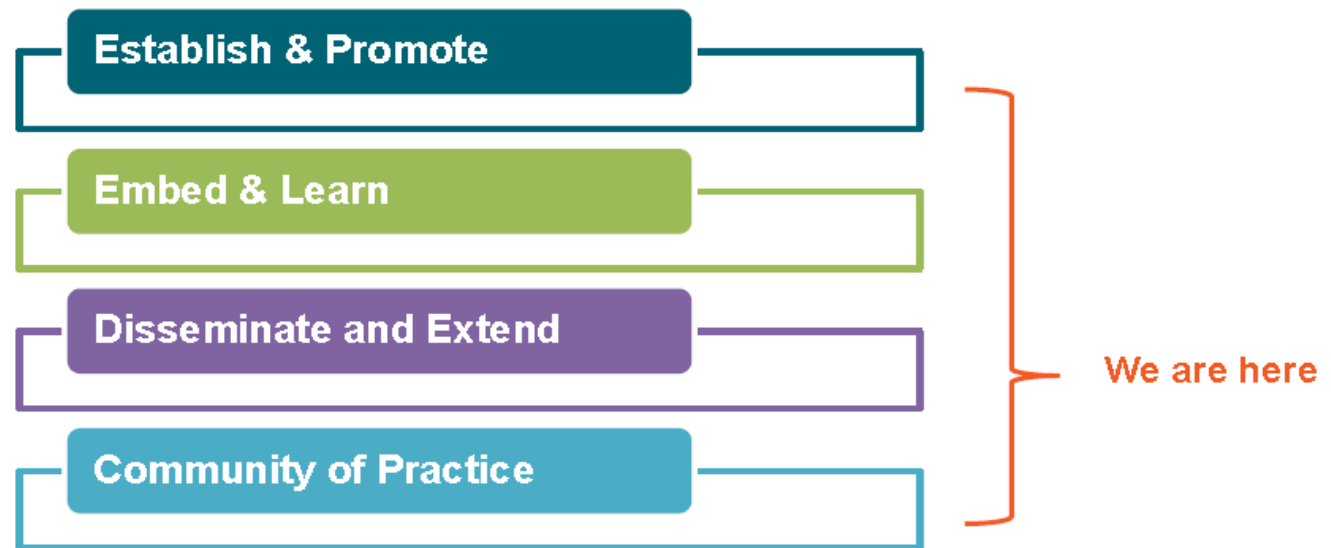 Establish & Promote
Embed & Learn
Disseminate and Extend
We are here
Community of Practice